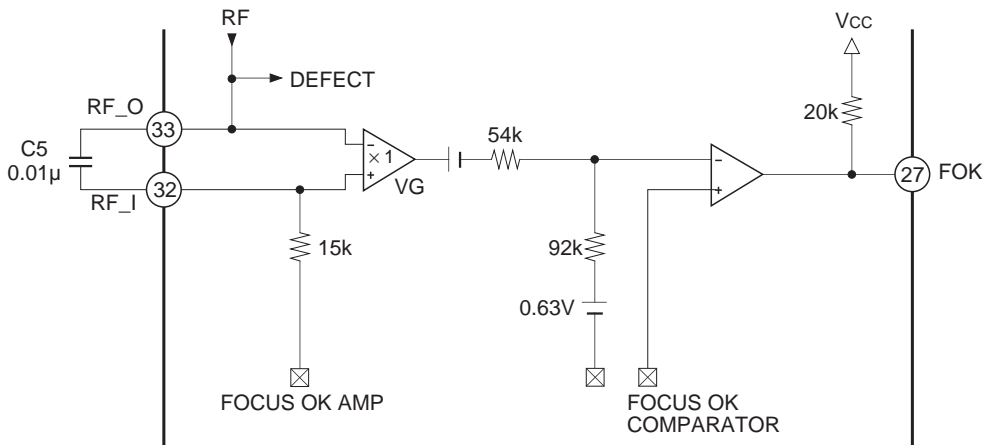 RF
DEFECT
RF_O
33
C5
0.01μ
32
RF_I
−
× 1
+
VG
15k
FOCUS OK AMP
54k
92k
0.63V
−
+
FOCUS OK
COMPARATOR
VCC
20k
27
FOK